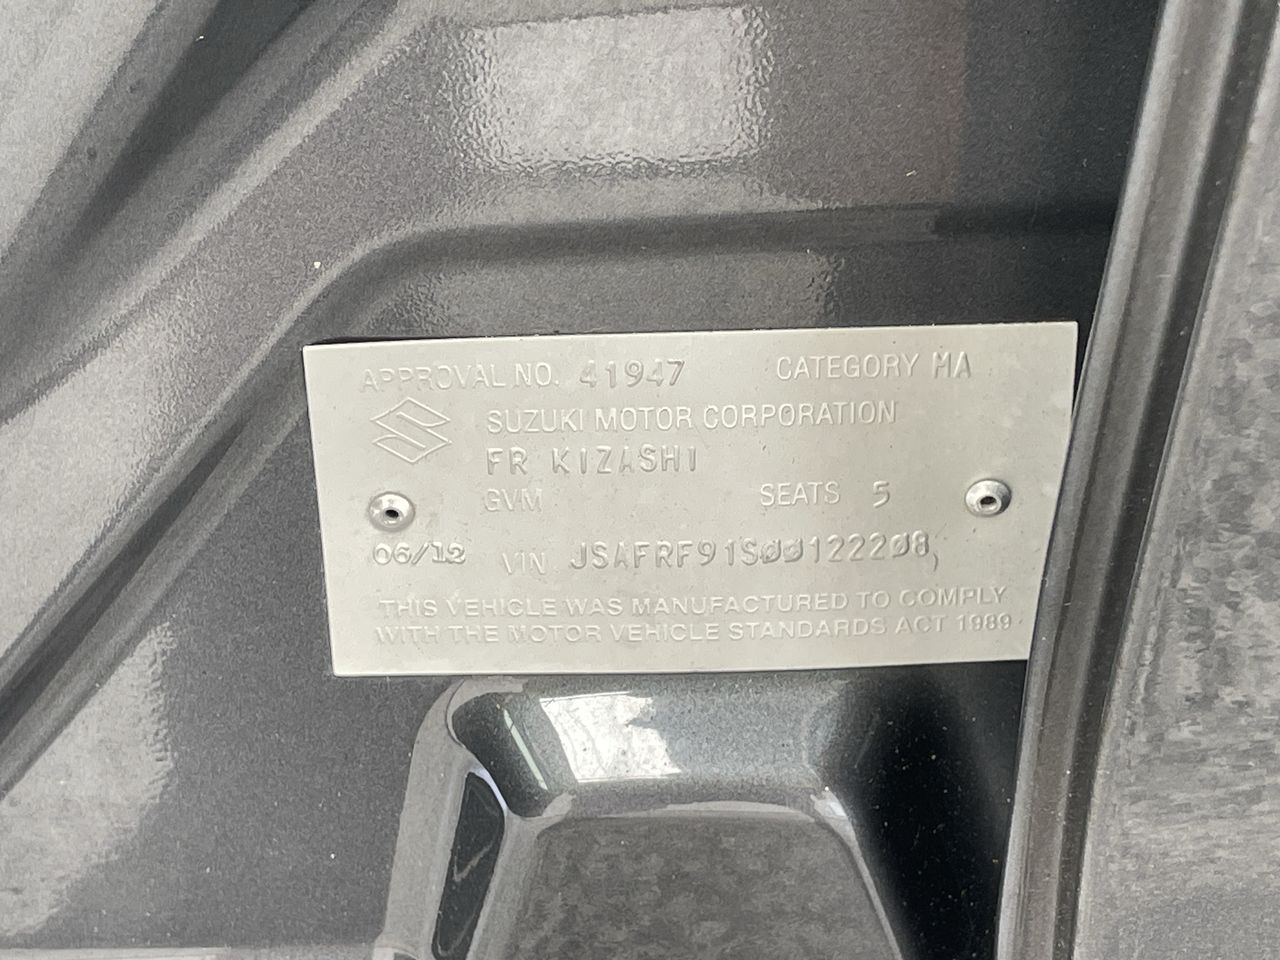 APPROVAL NO. 41947 CATEGORY MA
SUZUKI MOTOR CORPORATION
FR KIZASHI
GVM SEATS 5
06/12 VIN JSAFRF91S00122208,
THIS VEHICLE WAS MANUFACTURED TO COMPLY
WITH THE MOTOR VEHICLE STANDARDS ACT 1989